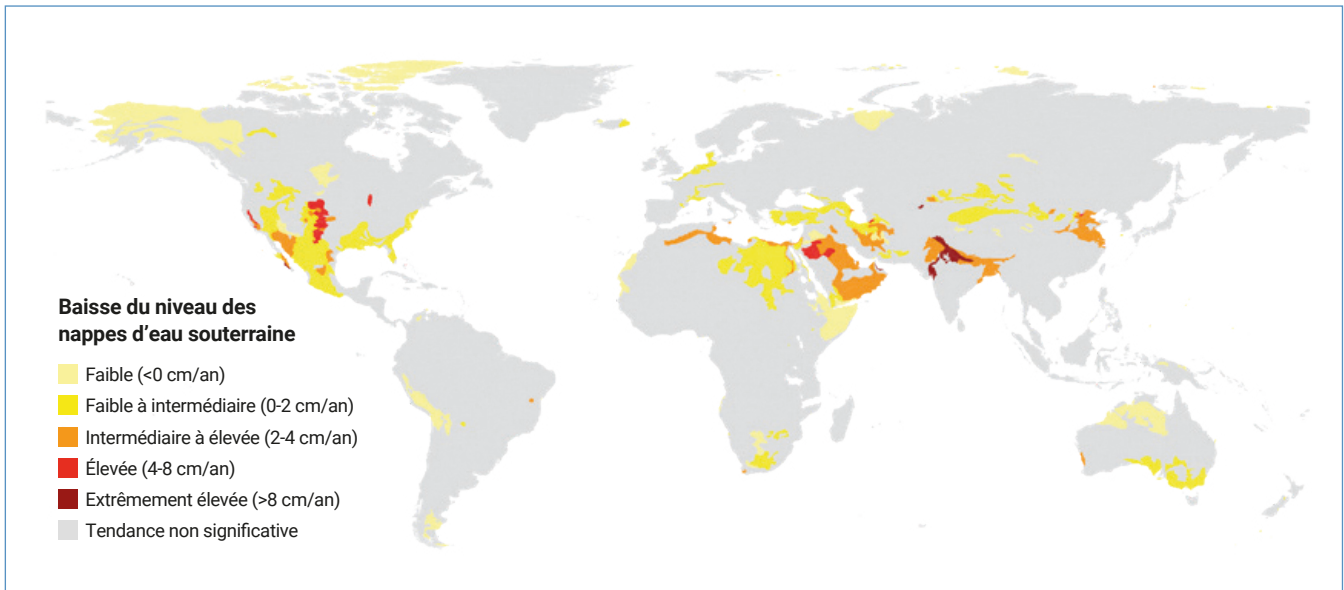 Baisse du niveau des
nappes d’eau souterraine
Faible (<0 cm/an)
Faible à intermédiaire (0-2 cm/an)
Intermédiaire à élevée (2-4 cm/an)
Élevée (4-8 cm/an)
Extrêmement élevée (>8 cm/an)
Tendance non significative